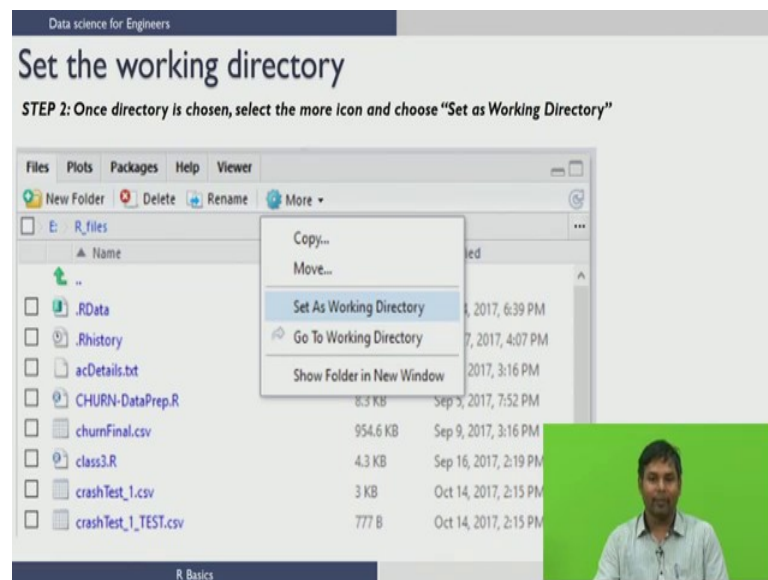 Data science for Engineers
Set the working directory
STEP 2: Once directory is chosen, select the more icon and choose “Set as Working Directory”
Files Plots Packages Help Viewer
New Folder Delete Rename More
E: R_files ...
Name
Copy...
Move...
Set As Working Directory
Go To Working Directory
Show Folder in New Window
..
.RData , 2017, 6:39 PM
.Rhistory 7, 2017, 4:07 PM
acDetails.txt 2017, 3:16 PM
CHURN-DataPrep.R 8.3 KB Sep 5, 2017, 7:52 PM
churnFinal.csv 954.6 KB Sep 9, 2017, 3:16 PM
class3.R 4.3 KB Sep 16, 2017, 2:19 PM
crashTest_1.csv 3 KB Oct 14, 2017, 2:15 PM
crashTest_1_TEST.csv 777 B Oct 14, 2017, 2:15 PM
R Basics